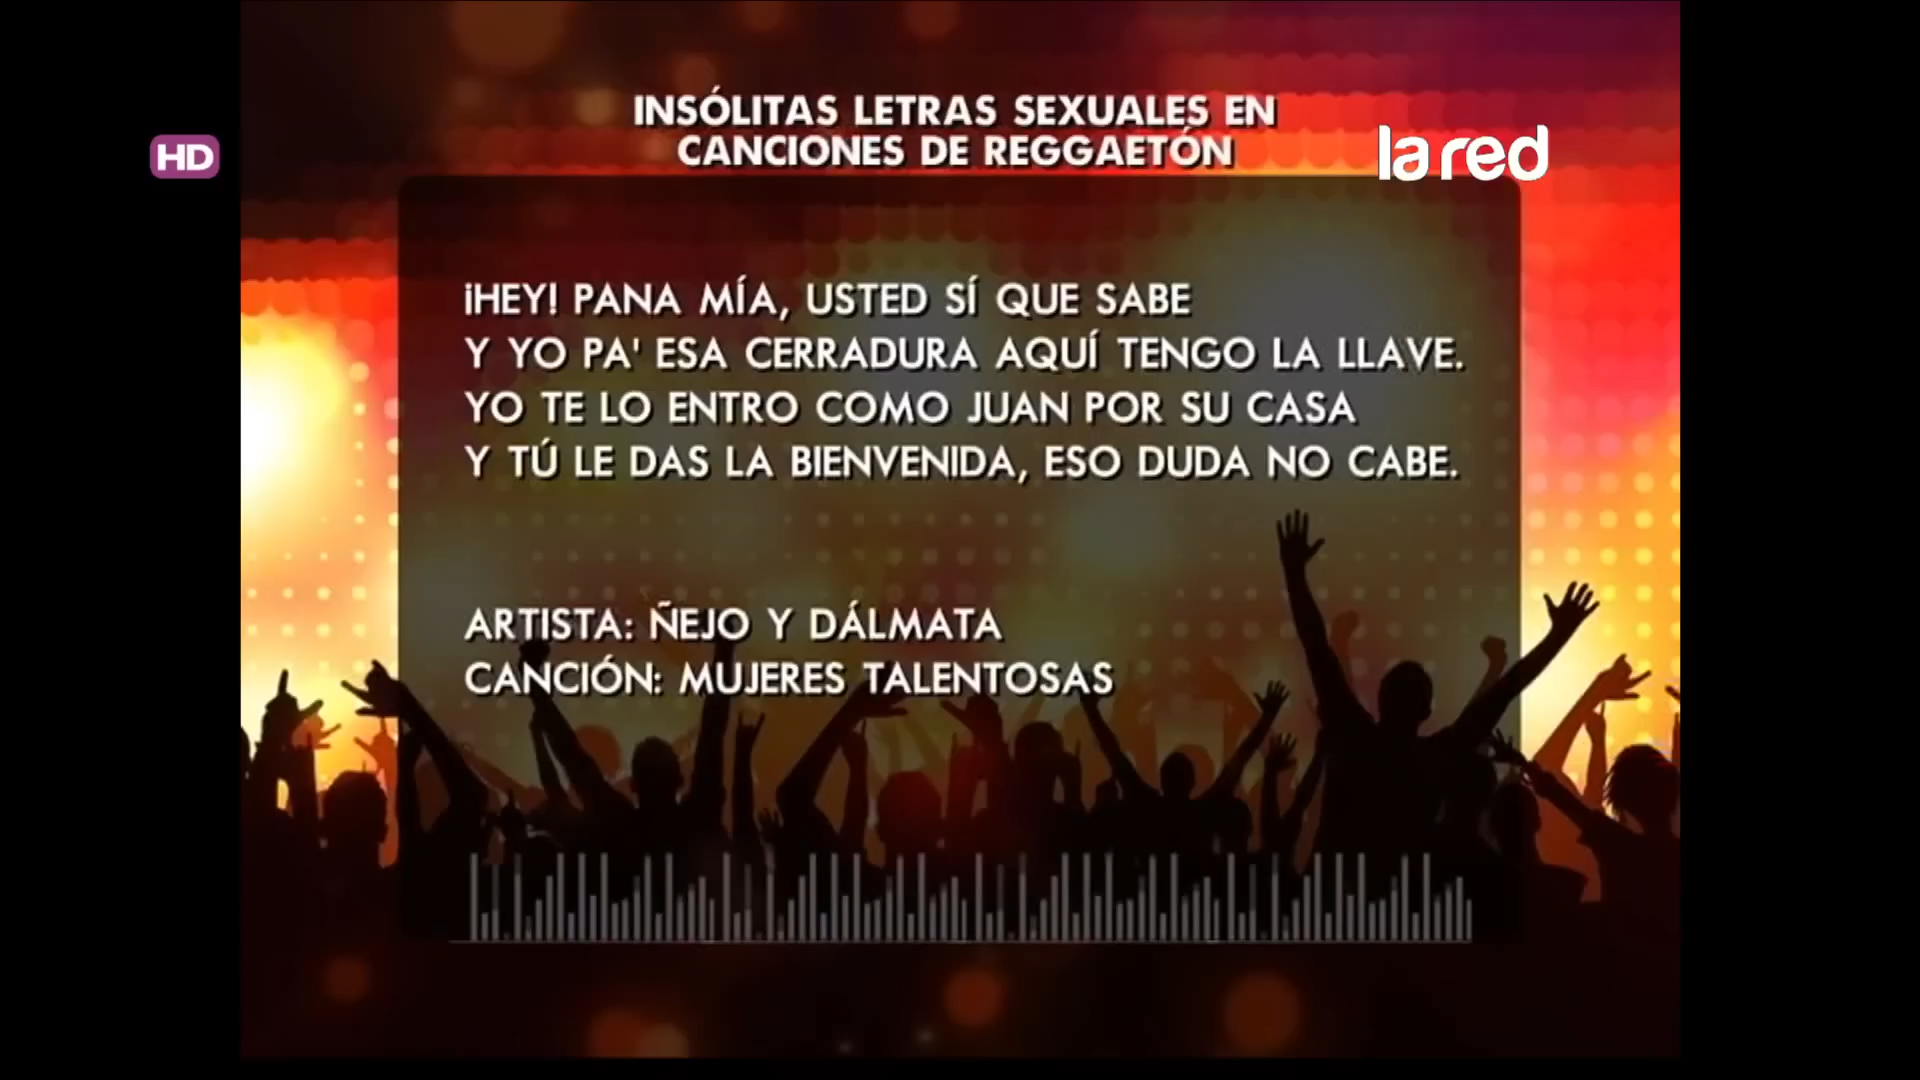 INSÓLITAS LETRAS SEXUALES EN
CANCIONES DE REGGAETÓN
HD
la red
¡HEY! PANA MÍA, USTED SÍ QUE SABE
Y YO PA' ESA CERRADURA AQUÍ TENGO LA LLAVE.
YO TE LO ENTRO COMO JUAN POR SU CASA
Y TÚ LE DAS LA BIENVENIDA, ESO DUDA NO CABE.
ARTISTA: ÑEJO Y DÁLMATA
CANCIÓN: MUJERES TALENTOSAS